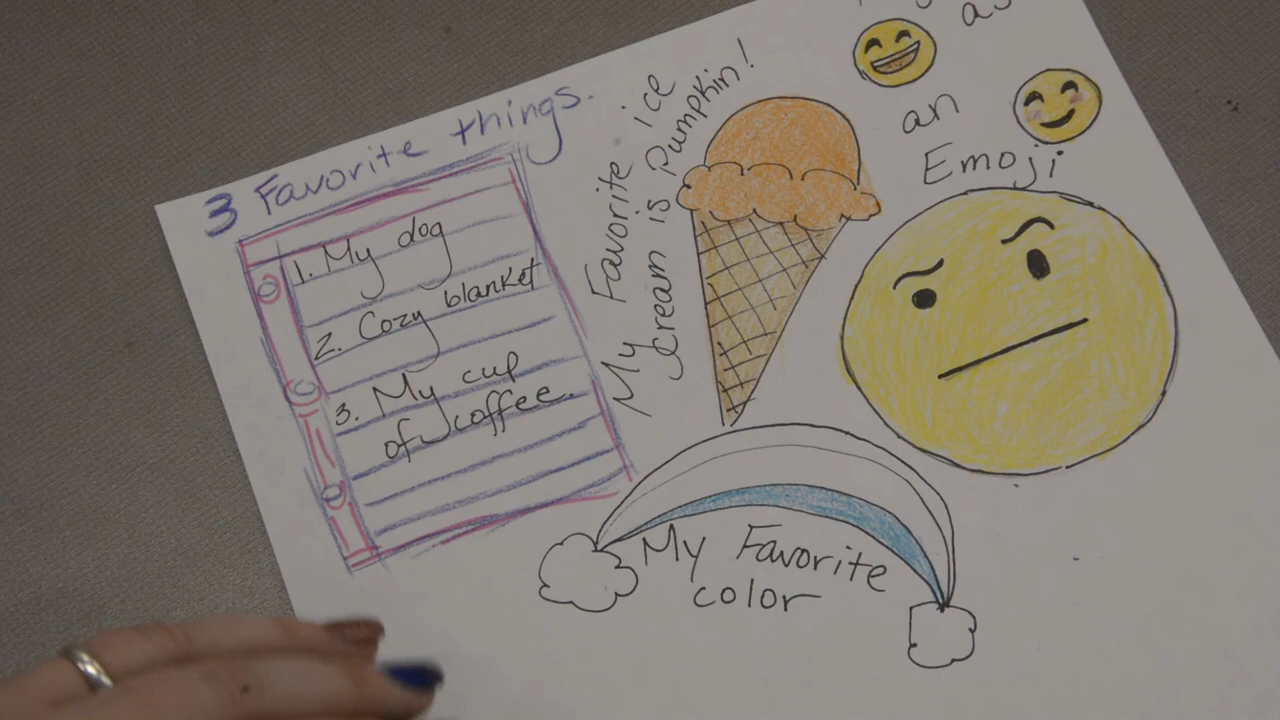 3 Favorite things.
1. My dog
2. Cozy blanket
3. My cup
of coffee.
My Favorite ice
cream is Pumpkin!
as
an
Emoji
My Favorite
color